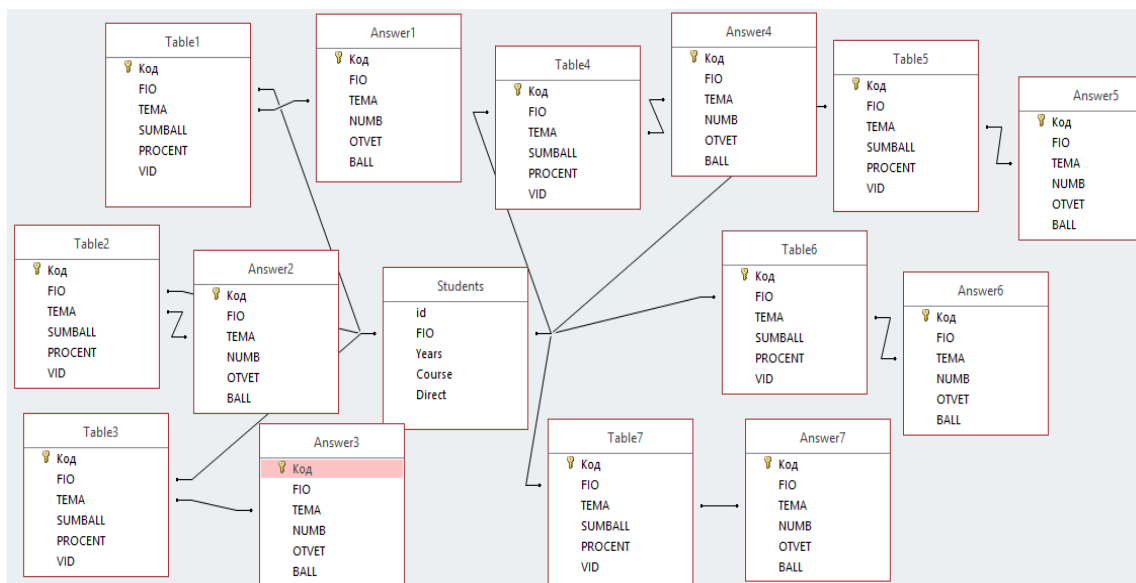 Table1
Код
FIO
TEMA
SUMBALL
PROCENT
VID
Answer1
Код
FIO
TEMA
NUMB
OTVET
BALL
Table4
Код
FIO
TEMA
SUMBALL
PROCENT
VID
Answer4
Код
FIO
TEMA
NUMB
OTVET
BALL
Table5
Код
FIO
TEMA
SUMBALL
PROCENT
VID
Answer5
Код
FIO
TEMA
NUMB
OTVET
BALL
Table2
Код
FIO
TEMA
SUMBALL
PROCENT
VID
Answer2
Код
FIO
TEMA
NUMB
OTVET
BALL
Students
id
FIO
Years
Course
Direct
Table6
Код
FIO
TEMA
SUMBALL
PROCENT
VID
Answer6
Код
FIO
TEMA
NUMB
OTVET
BALL
Table3
Код
FIO
TEMA
SUMBALL
PROCENT
VID
Answer3
Код
FIO
TEMA
NUMB
OTVET
BALL
Table7
Код
FIO
TEMA
SUMBALL
PROCENT
VID
Answer7
Код
FIO
TEMA
NUMB
OTVET
BALL